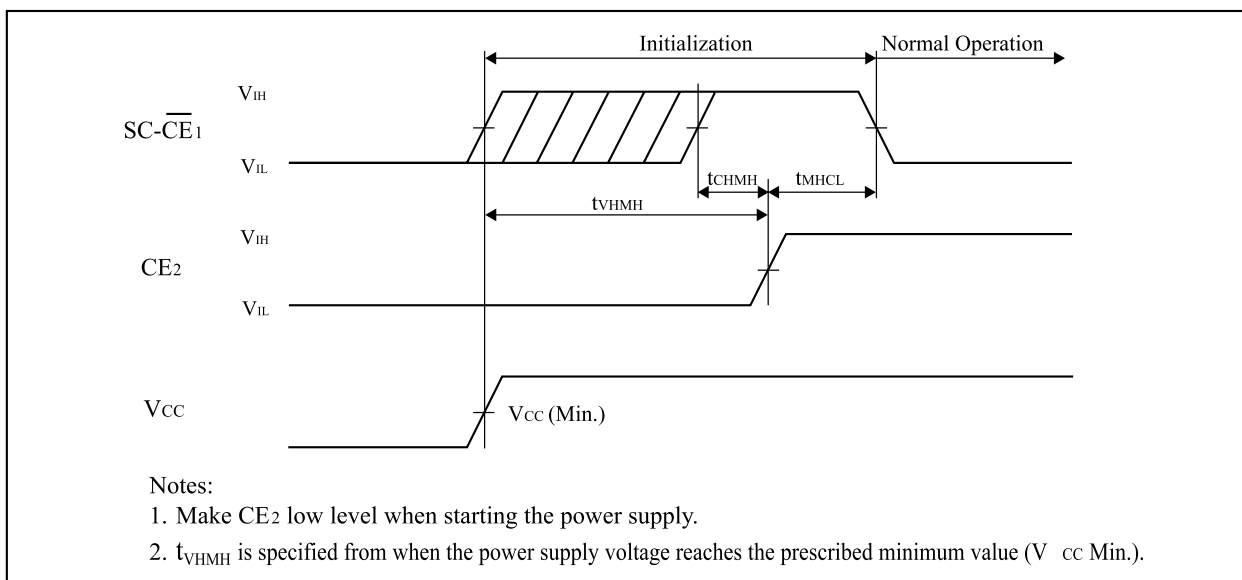 Initialization Normal Operation
VIH
SC-CE1
VIL
tCHMH tMHCL
tVHMH
VIH
CE2
VIL
VCC
VCC (Min.)
Notes:
1. Make CE2 low level when starting the power supply.
2. tVHMH is specified from when the power supply voltage reaches the prescribed minimum value (V CC Min.).